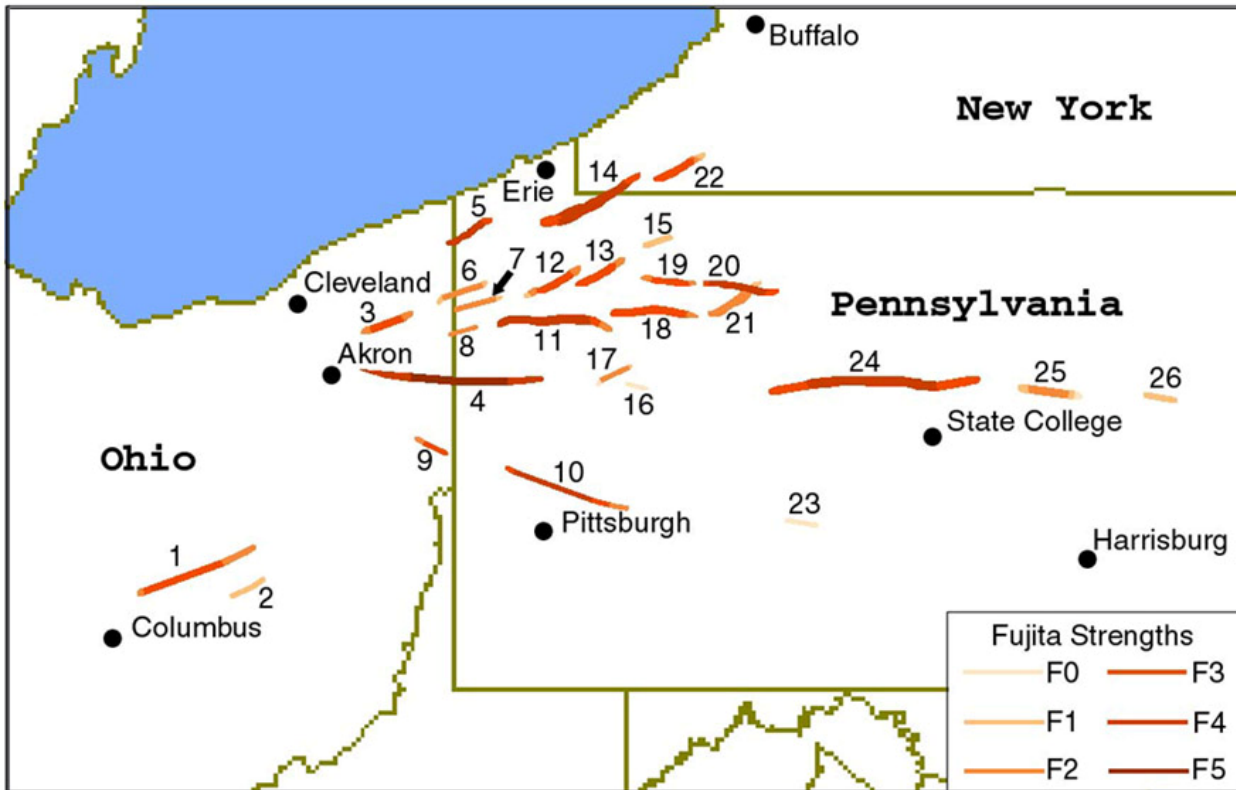 Buffalo
New York
Erie
14
22
5
15
7
6
12
13
19
20
Cleveland
3
Pennsylvania
21
8
11
18
Akron
17
16
4
24
25
26
State College
Ohio
9
10
23
Pittsburgh
Harrisburg
1
2
Columbus
Fujita Strengths
F0 F3
F1 F4
F2 F5